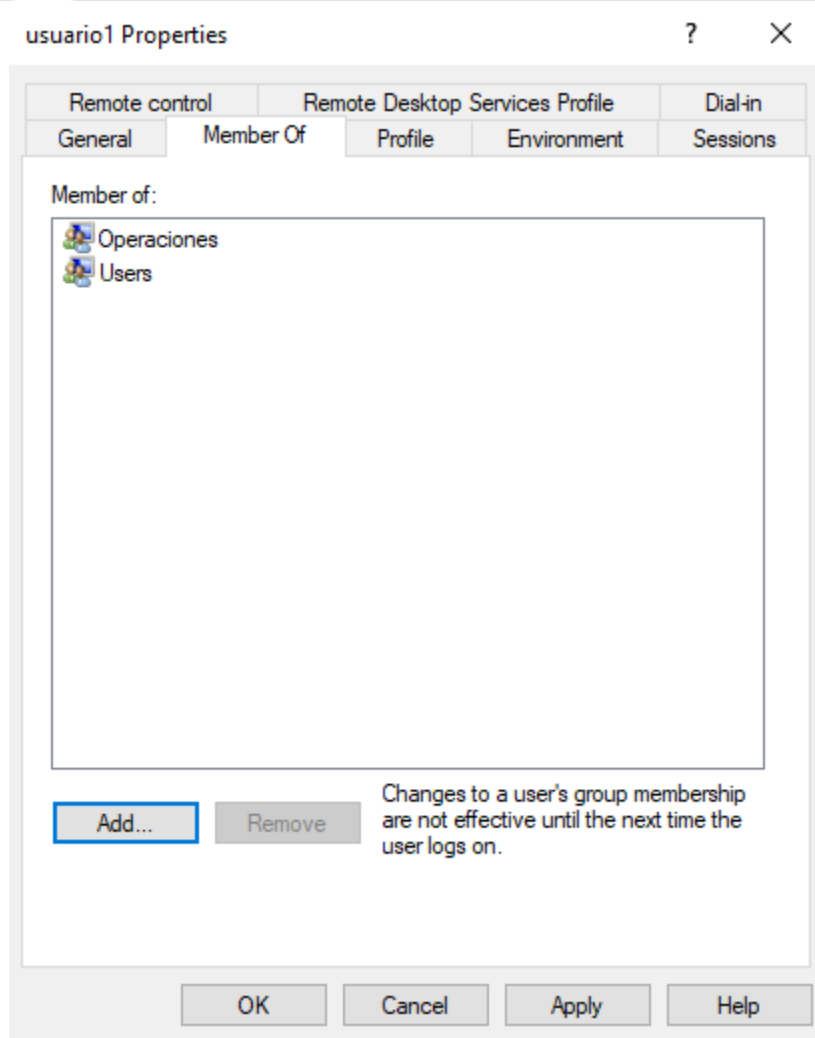 usuario1 Properties
?
Remote control
Remote Desktop Services Profile
Dial-in
General
Member Of
Profile
Environment
Sessions
Member of:
Operaciones
Users
Add...
Remove
Changes to a user's group membership
are not effective until the next time the
user logs on.
OK
Cancel
Apply
Help